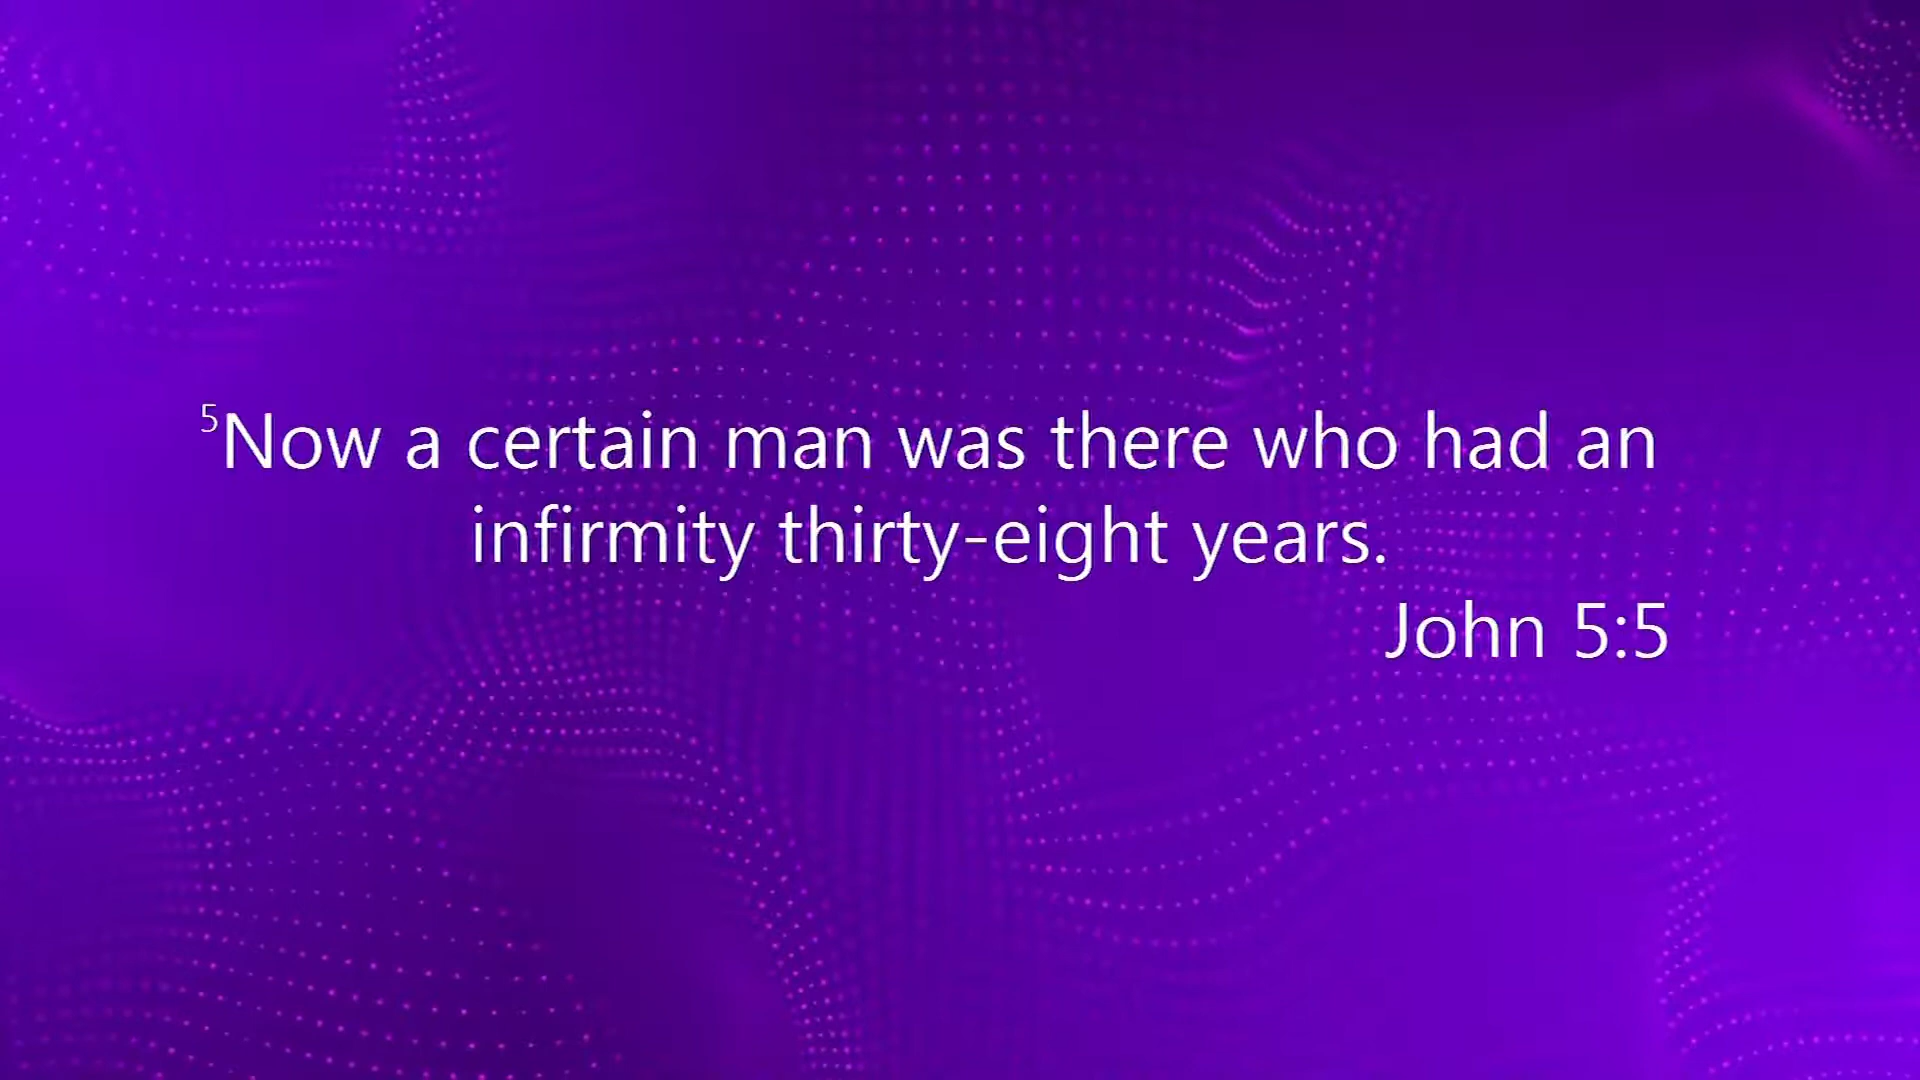 ⁵Now a certain man was there who had an
infirmity thirty-eight years.
John 5:5